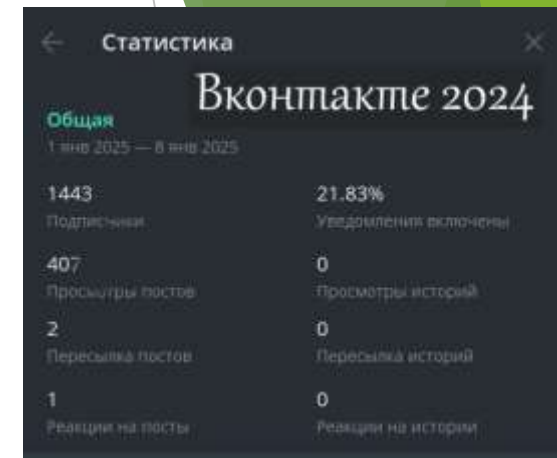 Статистика
Вконтакте 2024
Общая
1 янв 2025 — 8 янв 2025
1443
21.83%
Подписчики
Уведомления включены
407
0
Просмотры постов
Просмотры историй
2
0
Пересылка постов
Пересылка историй
1
0
Реакции на посты
Реакции на истории